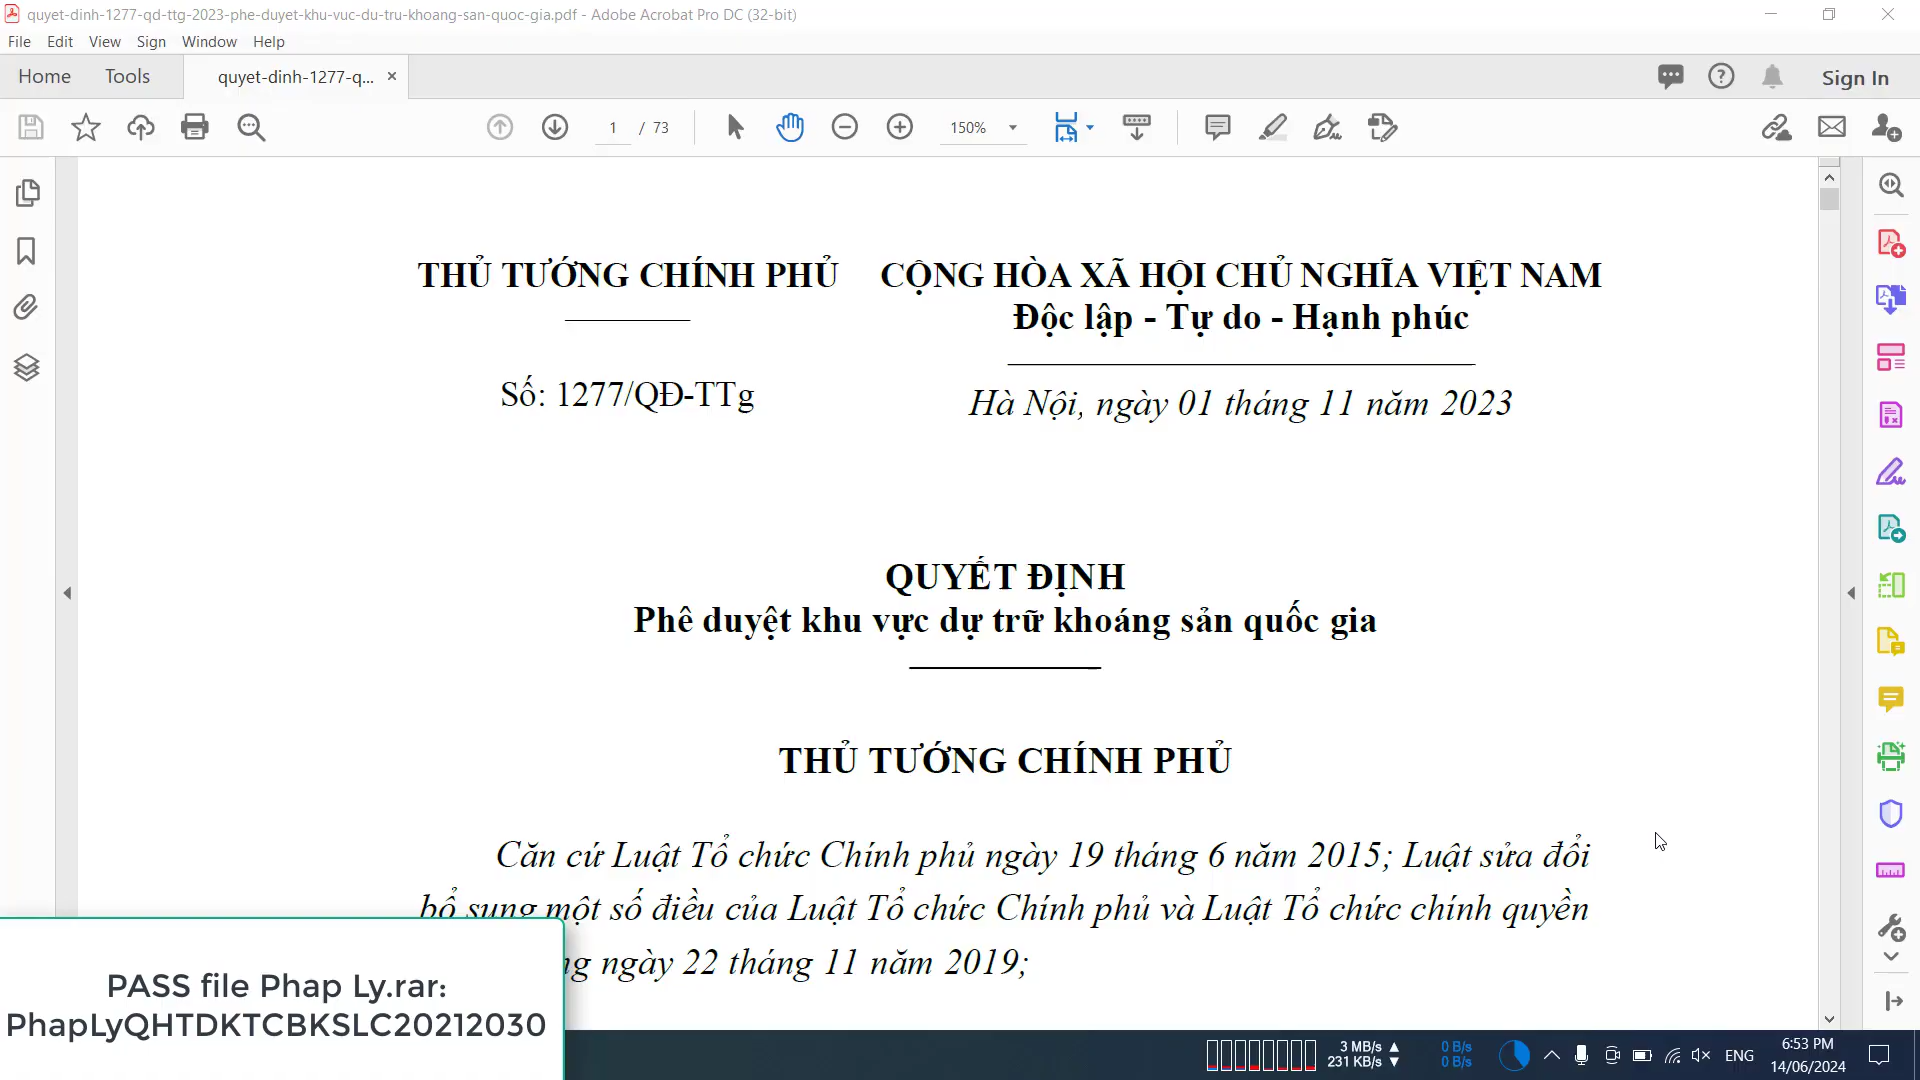 quyet-dinh-1277-qd-ttg-2023-phe-duyet-khu-vuc-du-tru-khoang-san-quoc-gia.pdf - Adobe Acrobat Pro DC (32-bit)
File Edit View Sign Window Help
Home Tools quyet-dinh-1277-q... × Sign In
1 / 73 150%
THỦ TƯỚNG CHÍNH PHỦ
CỘNG HÒA XÃ HỘI CHỦ NGHĨA VIỆT NAM
Độc lập - Tự do - Hạnh phúc
Số: 1277/QĐ-TTg
Hà Nội, ngày 01 tháng 11 năm 2023
QUYẾT ĐỊNH
Phê duyệt khu vực dự trữ khoáng sản quốc gia
THỦ TƯỚNG CHÍNH PHỦ
Căn cứ Luật Tổ chức Chính phủ ngày 19 tháng 6 năm 2015; Luật sửa đổi
bổ sung một số điều của Luật Tổ chức Chính phủ và Luật Tổ chức chính quyền
ngày 22 tháng 11 năm 2019;
PASS file Phap Ly.rar:
PhapLyQHTDKTCBKSLC20212030
3 MB/s 0 B/s
231 KB/s 0 B/s
ENG
6:53 PM
14/06/2024